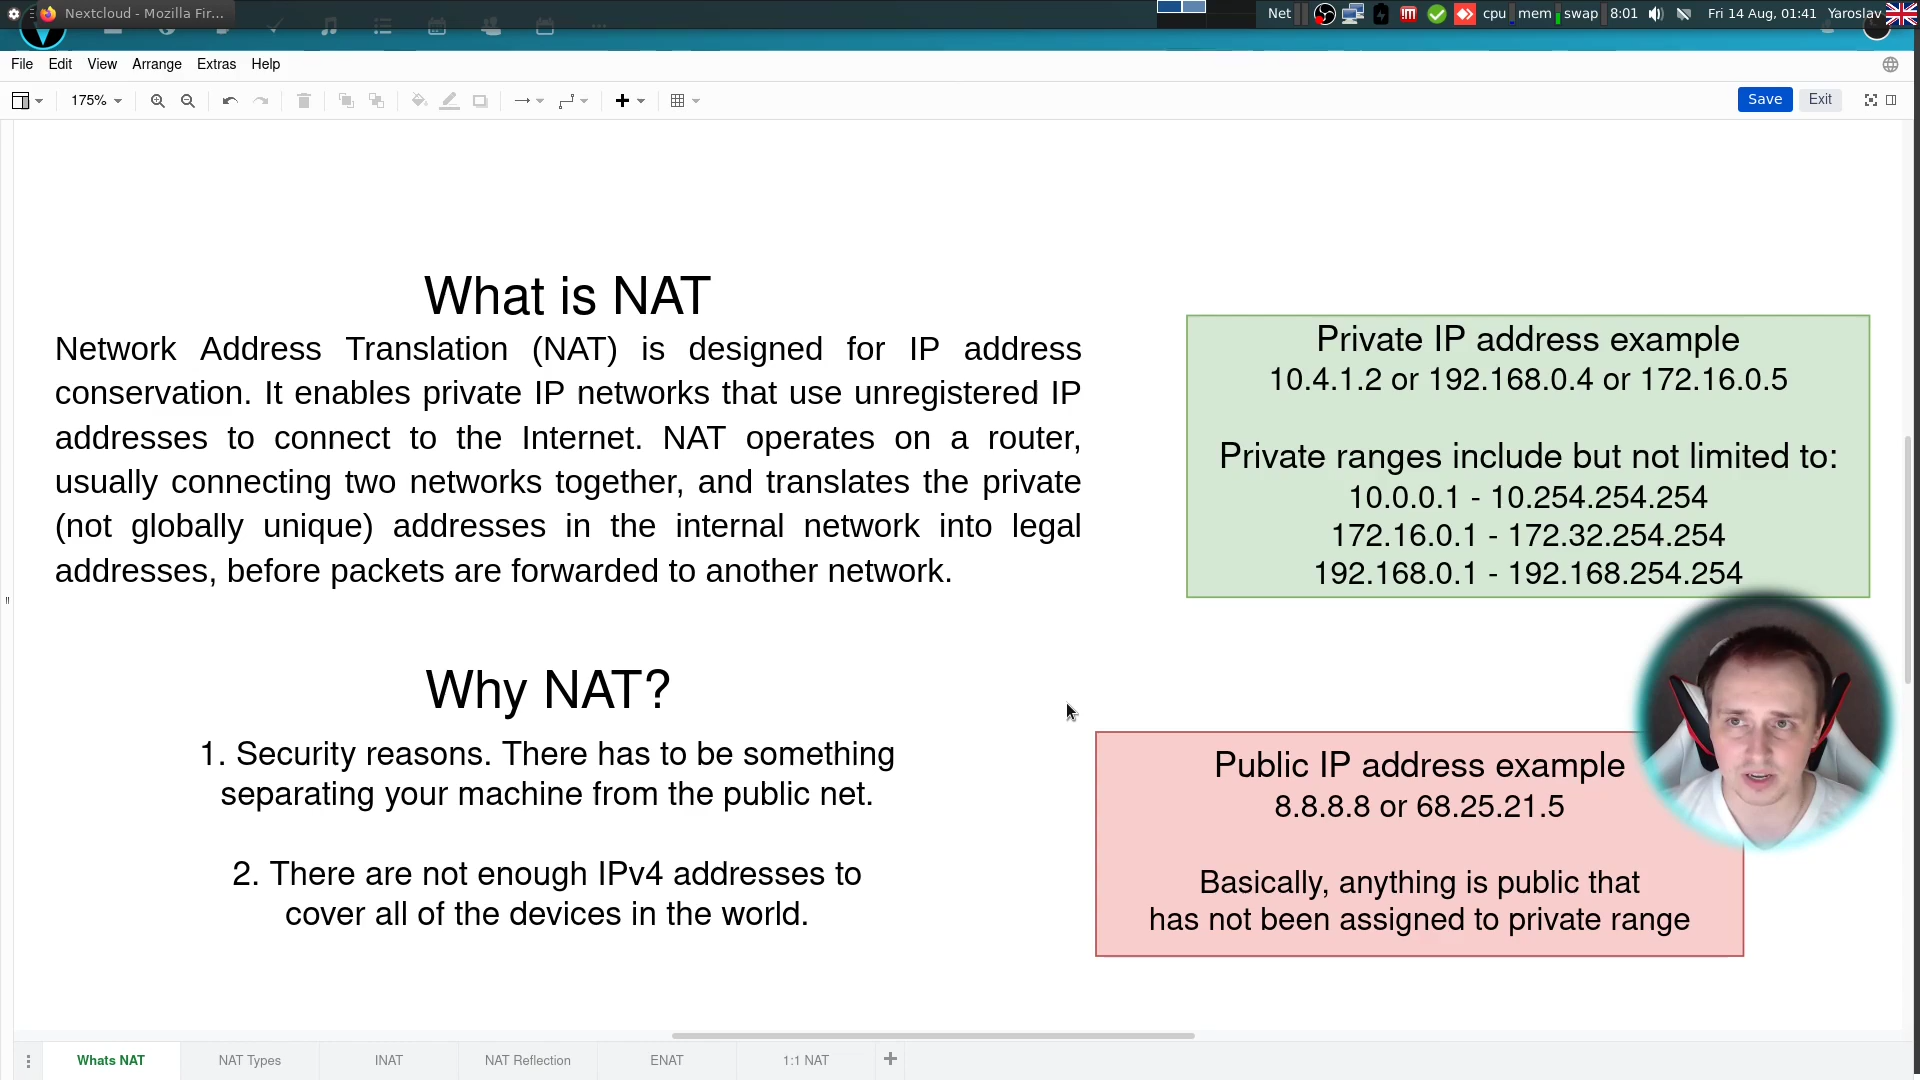 Nextcloud - Mozilla Fir...
Net
cpu
mem
swap
8:01
Fri 14 Aug, 01:41
Yaroslav
File Edit View Arrange Extras Help
175%
Save
Exit
What is NAT
Network Address Translation (NAT) is designed for IP address
conservation. It enables private IP networks that use unregistered IP
addresses to connect to the Internet. NAT operates on a router,
usually connecting two networks together, and translates the private
(not globally unique) addresses in the internal network into legal
addresses, before packets are forwarded to another network.
Private IP address example
10.4.1.2 or 192.168.0.4 or 172.16.0.5
Private ranges include but not limited to:
10.0.0.1 - 10.254.254.254
172.16.0.1 - 172.32.254.254
192.168.0.1 - 192.168.254.254
Why NAT?
1. Security reasons. There has to be something
separating your machine from the public net.
2. There are not enough IPv4 addresses to
cover all of the devices in the world.
Public IP address example
8.8.8.8 or 68.25.21.5
Basically, anything is public that
has not been assigned to private range
Whats NAT
NAT Types
INAT
NAT Reflection
ENAT
1:1 NAT